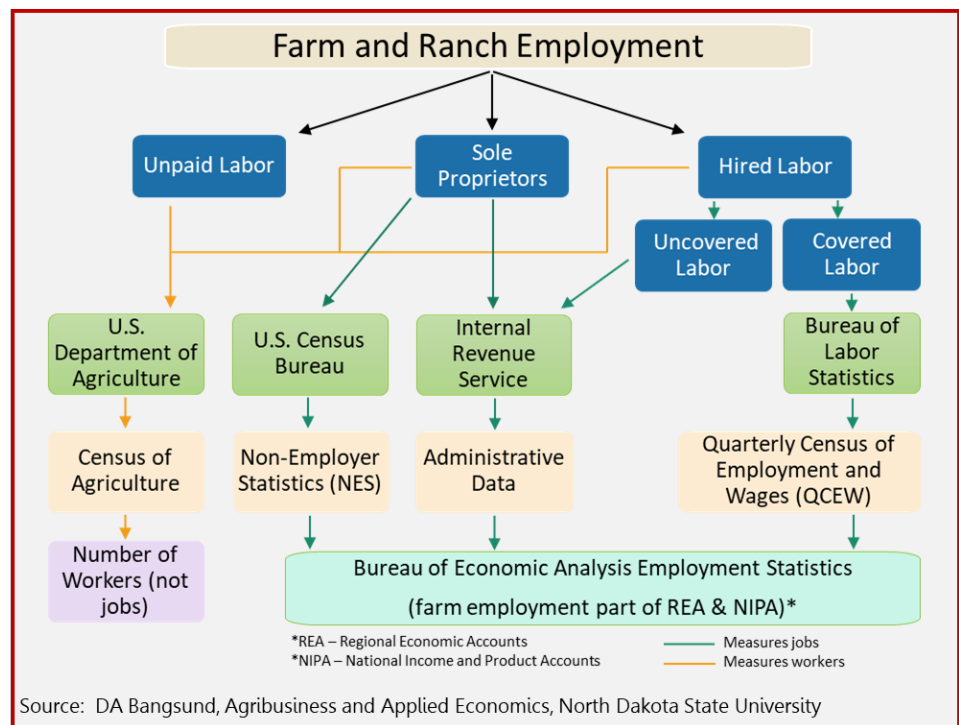 Farm and Ranch Employment
Unpaid Labor
Sole
Proprietors
Hired Labor
Uncovered
Labor
Covered
Labor
U.S.
Department of
Agriculture
U.S. Census
Bureau
Internal
Revenue
Service
Bureau of
Labor
Statistics
Census of
Agriculture
Non-Employer
Statistics (NES)
Administrative
Data
Quarterly Census of
Employment and
Wages (QCEW)
Number of
Workers (not
jobs)
Bureau of Economic Analysis Employment Statistics
(farm employment part of REA & NIPA)*
*REA – Regional Economic Accounts
*NIPA – National Income and Product Accounts
Measures jobs
Measures workers
Source:  DA Bangsund, Agribusiness and Applied Economics, North Dakota State University